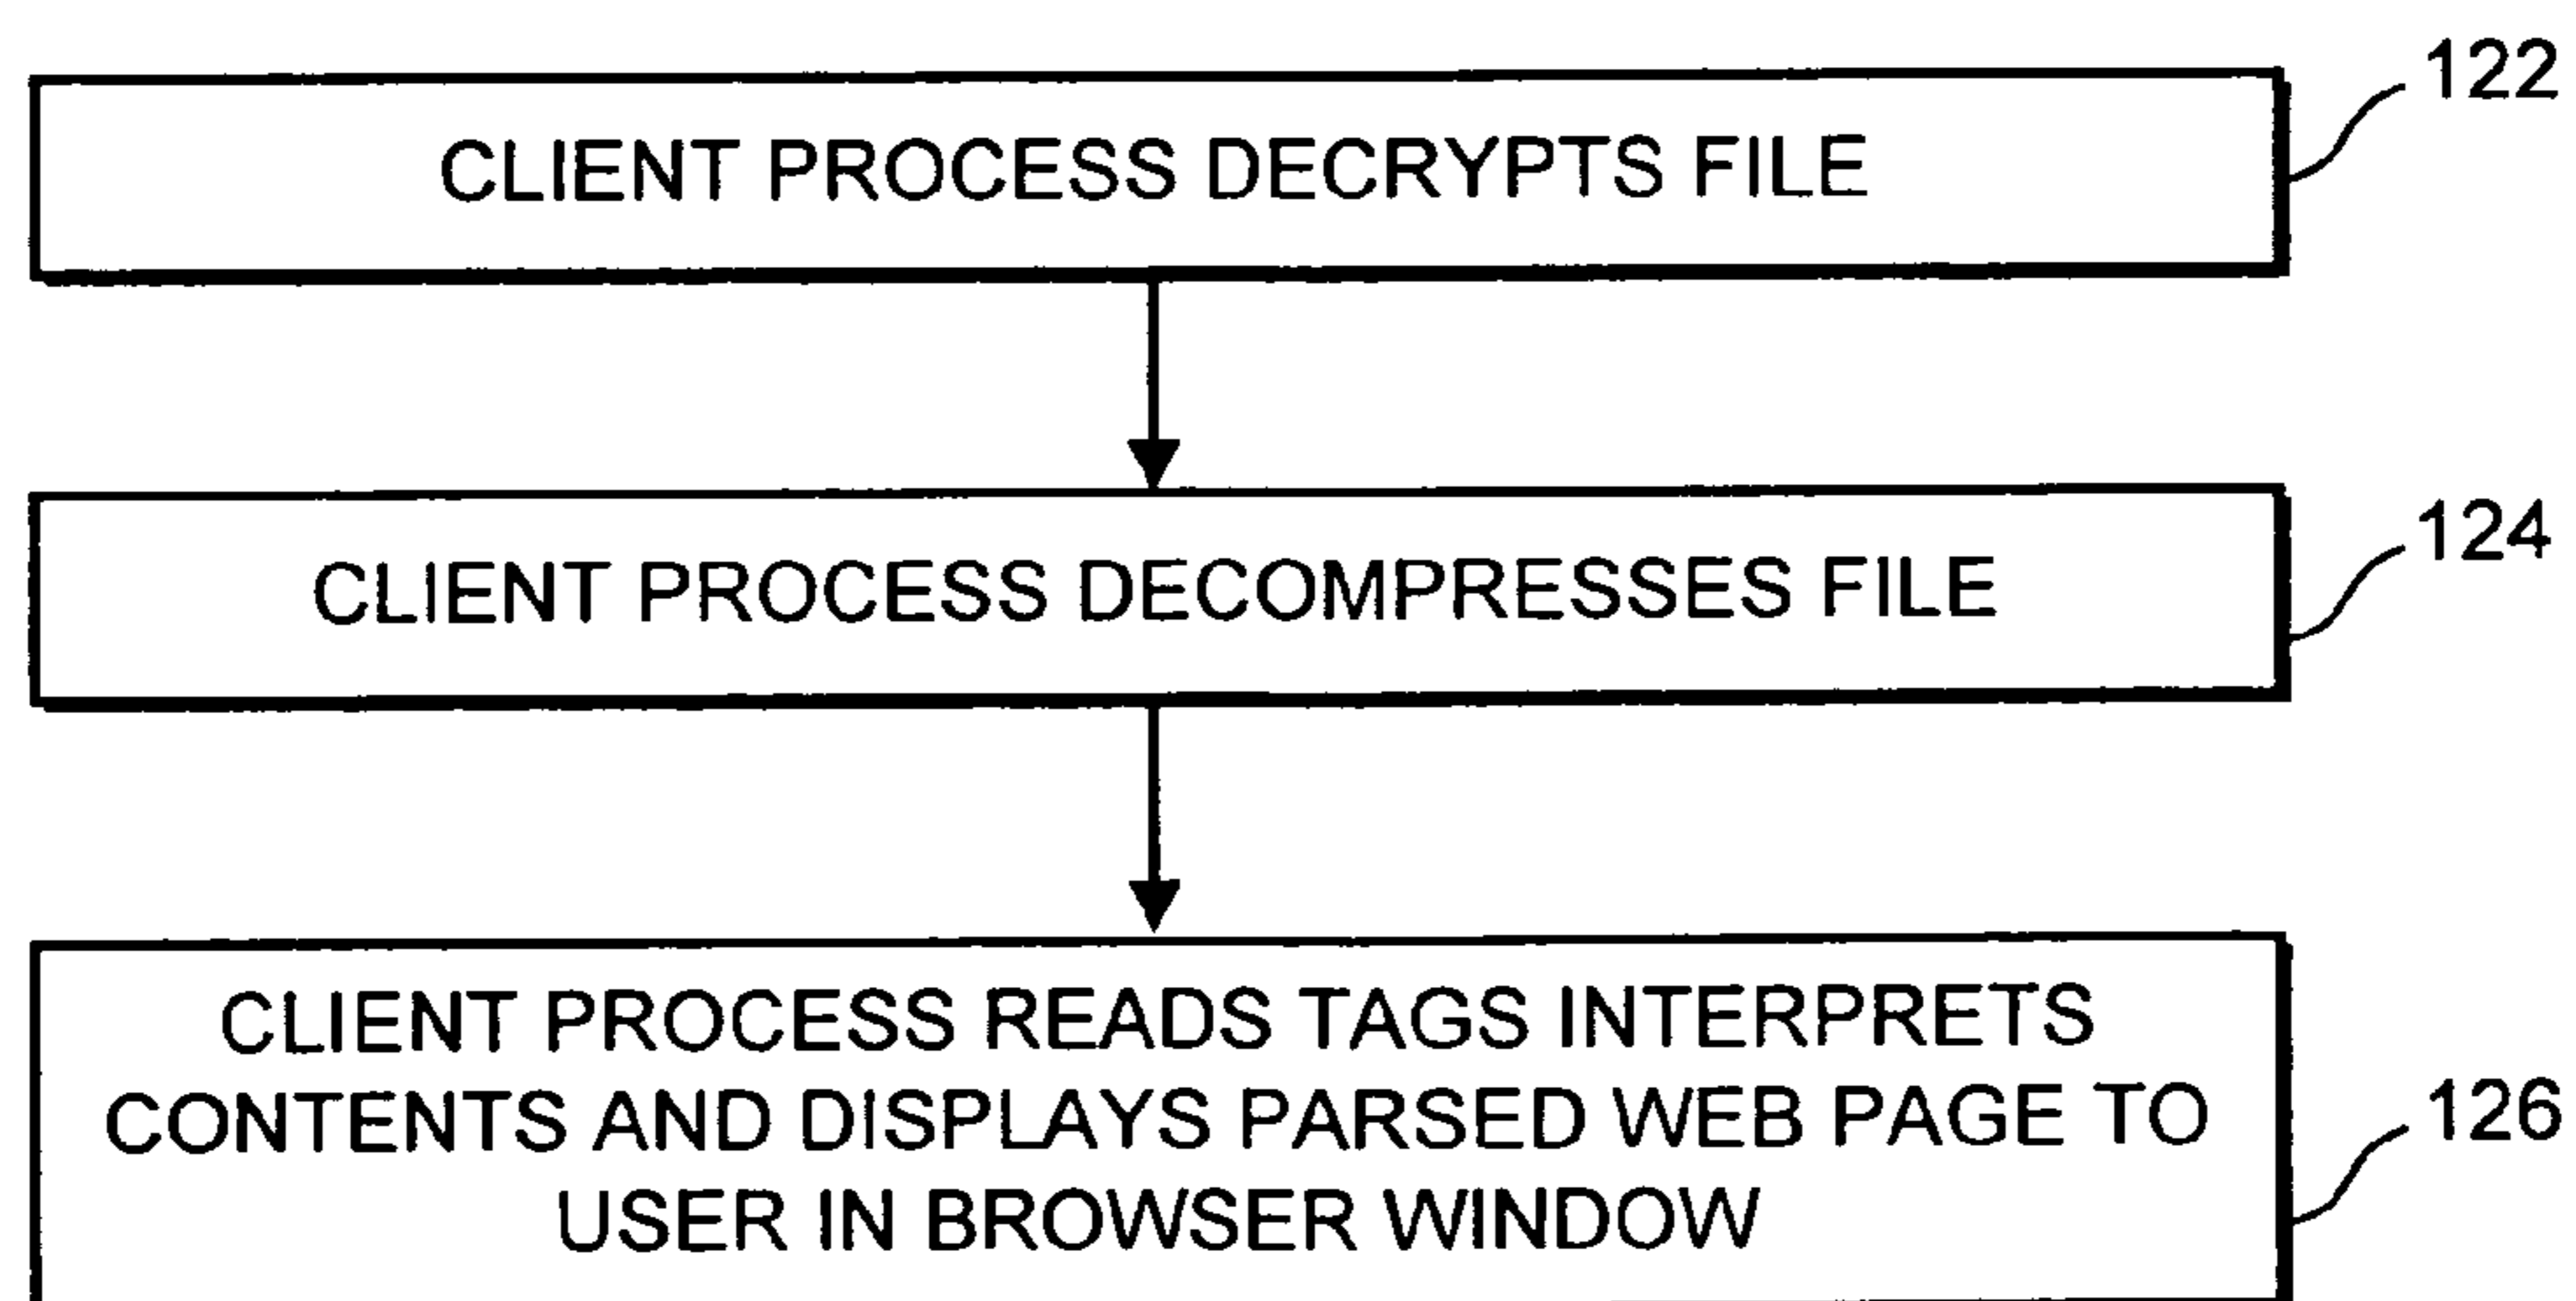 122
CLIENT PROCESS DECRYPTS FILE
124
CLIENT PROCESS DECOMPRESSES FILE
CLIENT PROCESS READS TAGS INTERPRETS
CONTENTS AND DISPLAYS PARSED WEB PAGE TO
USER IN BROWSER WINDOW
126